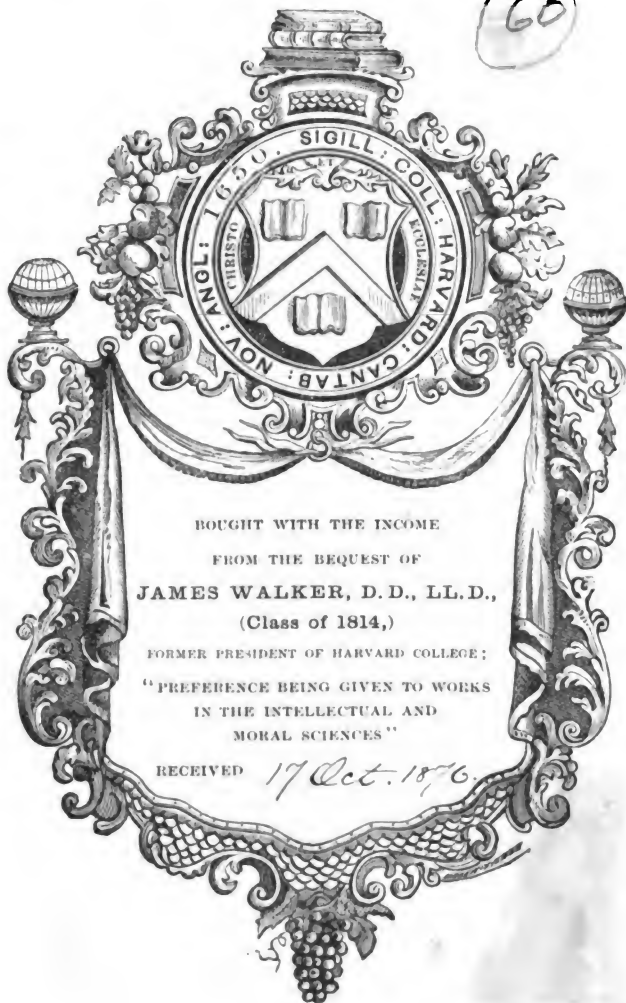 60
SIGILL: COLL: HARVARD: CANTAB: NOV: ANGL: 1650.
ET
CHRISTO
ECCLESIAE
BOUGHT WITH THE INCOME
FROM THE BEQUEST OF
JAMES WALKER, D.D., LL.D.,
(Class of 1814,)
FORMER PRESIDENT OF HARVARD COLLEGE;
"PREFERENCE BEING GIVEN TO WORKS
IN THE INTELLECTUAL AND
MORAL SCIENCES"
RECEIVED 17 Oct. 1876.